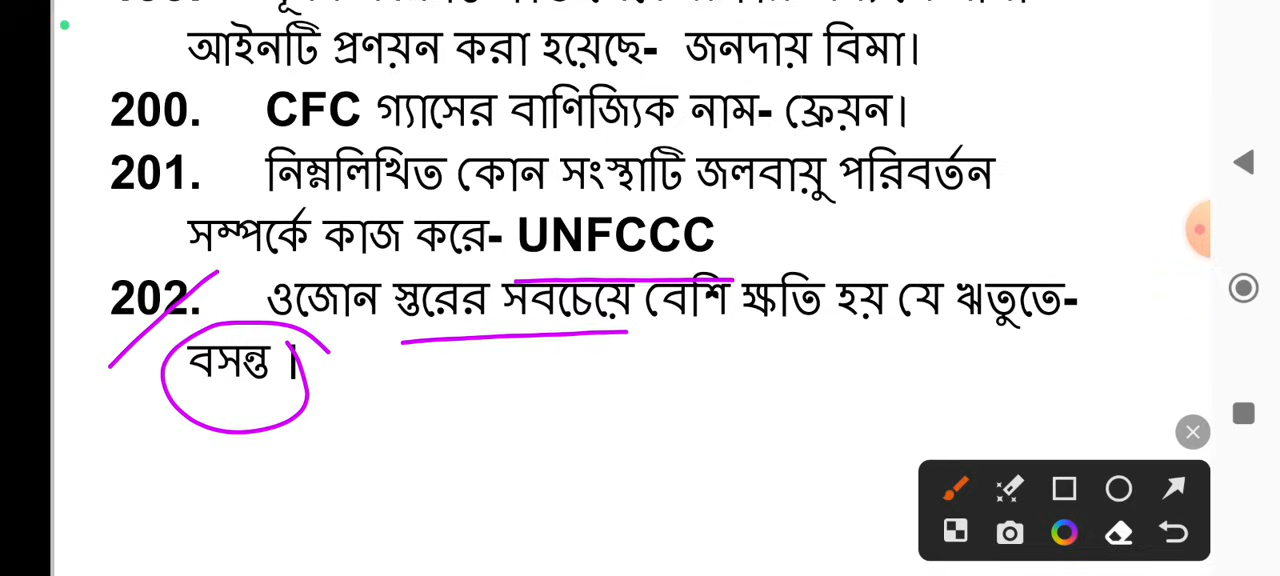 আইনটি প্রণয়ন করা হয়েছে- জনদায় বিমা।
200. CFC গ্যাসের বাণিজ্যিক নাম- ফ্রেয়ন।
201. নিম্নলিখিত কোন সংস্থাটি জলবায়ু পরিবর্তন
সম্পর্কে কাজ করে- UNFCCC
202. ওজোন স্তরের সবচেয়ে বেশি ক্ষতি হয় যে ঋতুতে-
বসন্ত ।